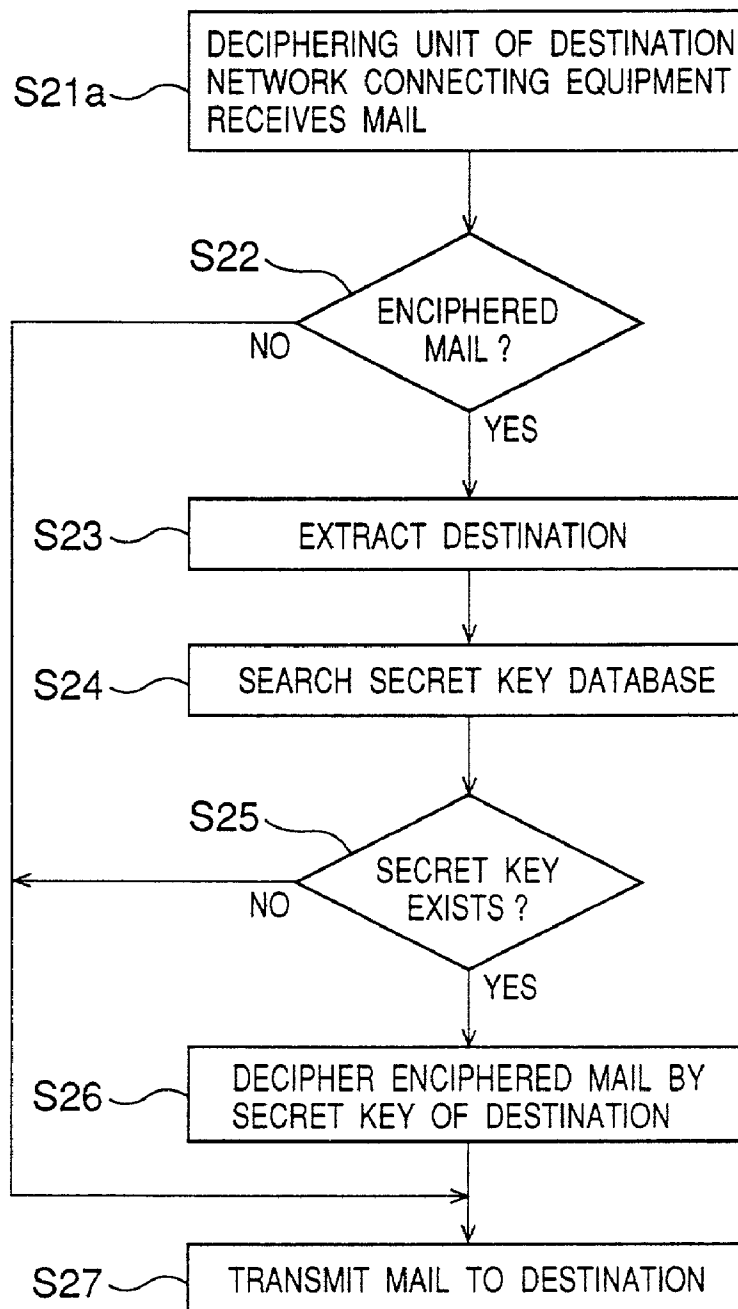 S21a
DECIPHERING UNIT OF DESTINATION
NETWORK CONNECTING EQUIPMENT
RECEIVES MAIL
S22
ENCIPHERED
MAIL ?
NO
YES
S23
EXTRACT DESTINATION
S24
SEARCH SECRET KEY DATABASE
S25
SECRET KEY
EXISTS ?
NO
YES
S26
DECIPHER ENCIPHERED MAIL BY
SECRET KEY OF DESTINATION
S27
TRANSMIT MAIL TO DESTINATION